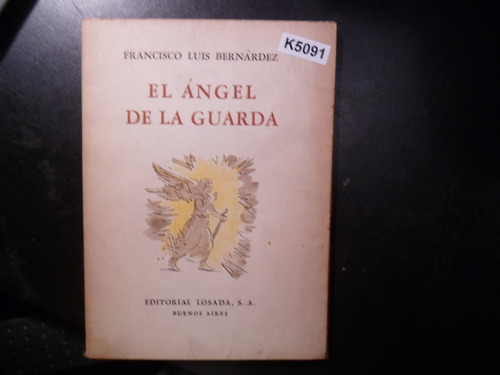 K5091
FRANCISCO LUIS BERNÁRDEZ
EL ÁNGEL
DE LA GUARDA
EDITORIAL LOSADA, S. A.
BUENOS AIRES